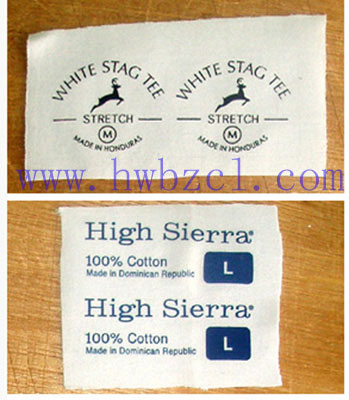 WHITE STAG TEE WHITE STAG TEE
STRETCH STRETCH
M M
MADE IN HONDURAS MADE IN HONDURAS
www.hwbzcl.com
High Sierra®
100% Cotton L
Made in Dominican Republic
High Sierra®
100% Cotton L
Made in Dominican Republic